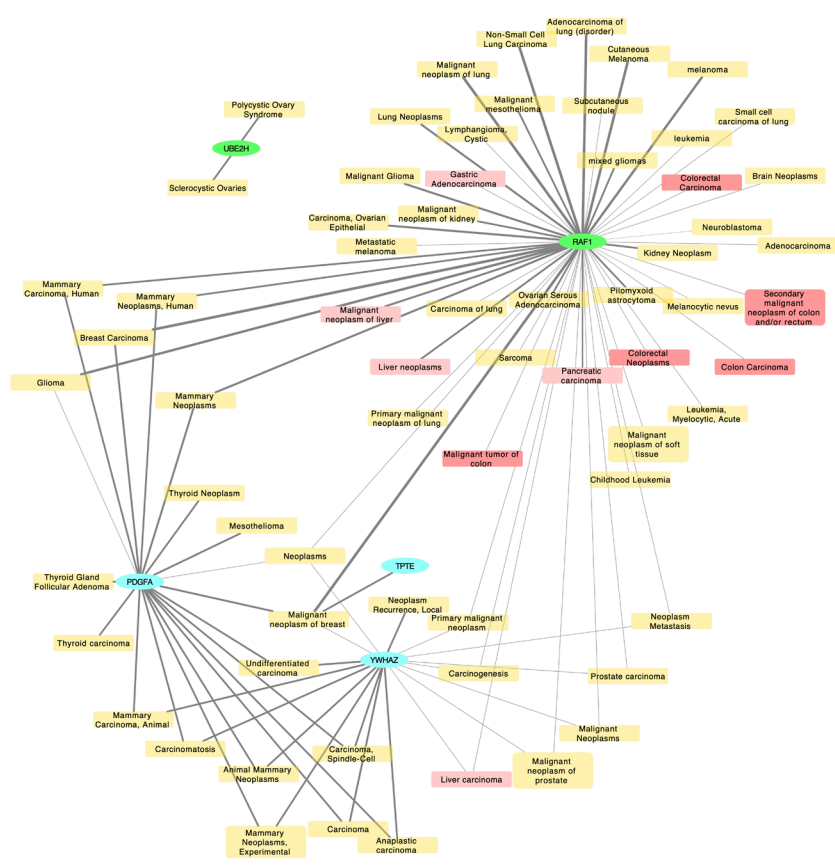 Adenocarcinoma of
lung (disorder)
Non-Small Cell
Lung Carcinoma
Cutaneous
Melanoma
Malignant
neoplasm of lung
melanoma
Polycystic Ovary
Syndrome
Malignant
mesothelioma
Subcutaneous
nodule
Lung Neoplasms
Small cell
carcinoma of lung
Lymphangioma,
Cystic
leukemia
UBE2H
mixed gliomas
Sclerocystic Ovaries
Malignant Glioma
Gastric
Adenocarcinoma
Colorectal
Carcinoma
Brain Neoplasms
Carcinoma, Ovarian
Epithelial
Malignant
neoplasm of kidney
Neuroblastoma
Metastatic
melanoma
RAF1
Kidney Neoplasm
Adenocarcinoma
Mammary
Carcinoma, Human
Mammary
Neoplasms, Human
Malignant
neoplasm of liver
Carcinoma of lung
Ovarian Serous
Adenocarcinoma
Pilomyxoid
astrocytoma
Melanocytic nevus
Secondary
malignant
neoplasm of colon
and/or rectum
Breast Carcinoma
Glioma
Liver neoplasms
Sarcoma
Colorectal
Neoplasms
Colon Carcinoma
Pancreatic
carcinoma
Mammary
Neoplasms
Primary malignant
neoplasm of lung
Leukemia,
Myelocytic, Acute
Malignant
neoplasm of soft
tissue
Malignant tumor of
colon
Childhood Leukemia
Thyroid Neoplasm
Mesothelioma
Neoplasms
TPTE
Thyroid Gland
Follicular Adenoma
PDGFA
Malignant
neoplasm of breast
Neoplasm
Recurrence, Local
Primary malignant
neoplasm
Neoplasm
Metastasis
Thyroid carcinoma
Undifferentiated
carcinoma
YWHAZ
Carcinogenesis
Prostate carcinoma
Mammary
Carcinoma, Animal
Carcinomatosis
Carcinoma,
Spindle-Cell
Malignant
Neoplasms
Animal Mammary
Neoplasms
Liver carcinoma
Malignant
neoplasm of
prostate
Mammary
Neoplasms,
Experimental
Carcinoma
Anaplastic
carcinoma